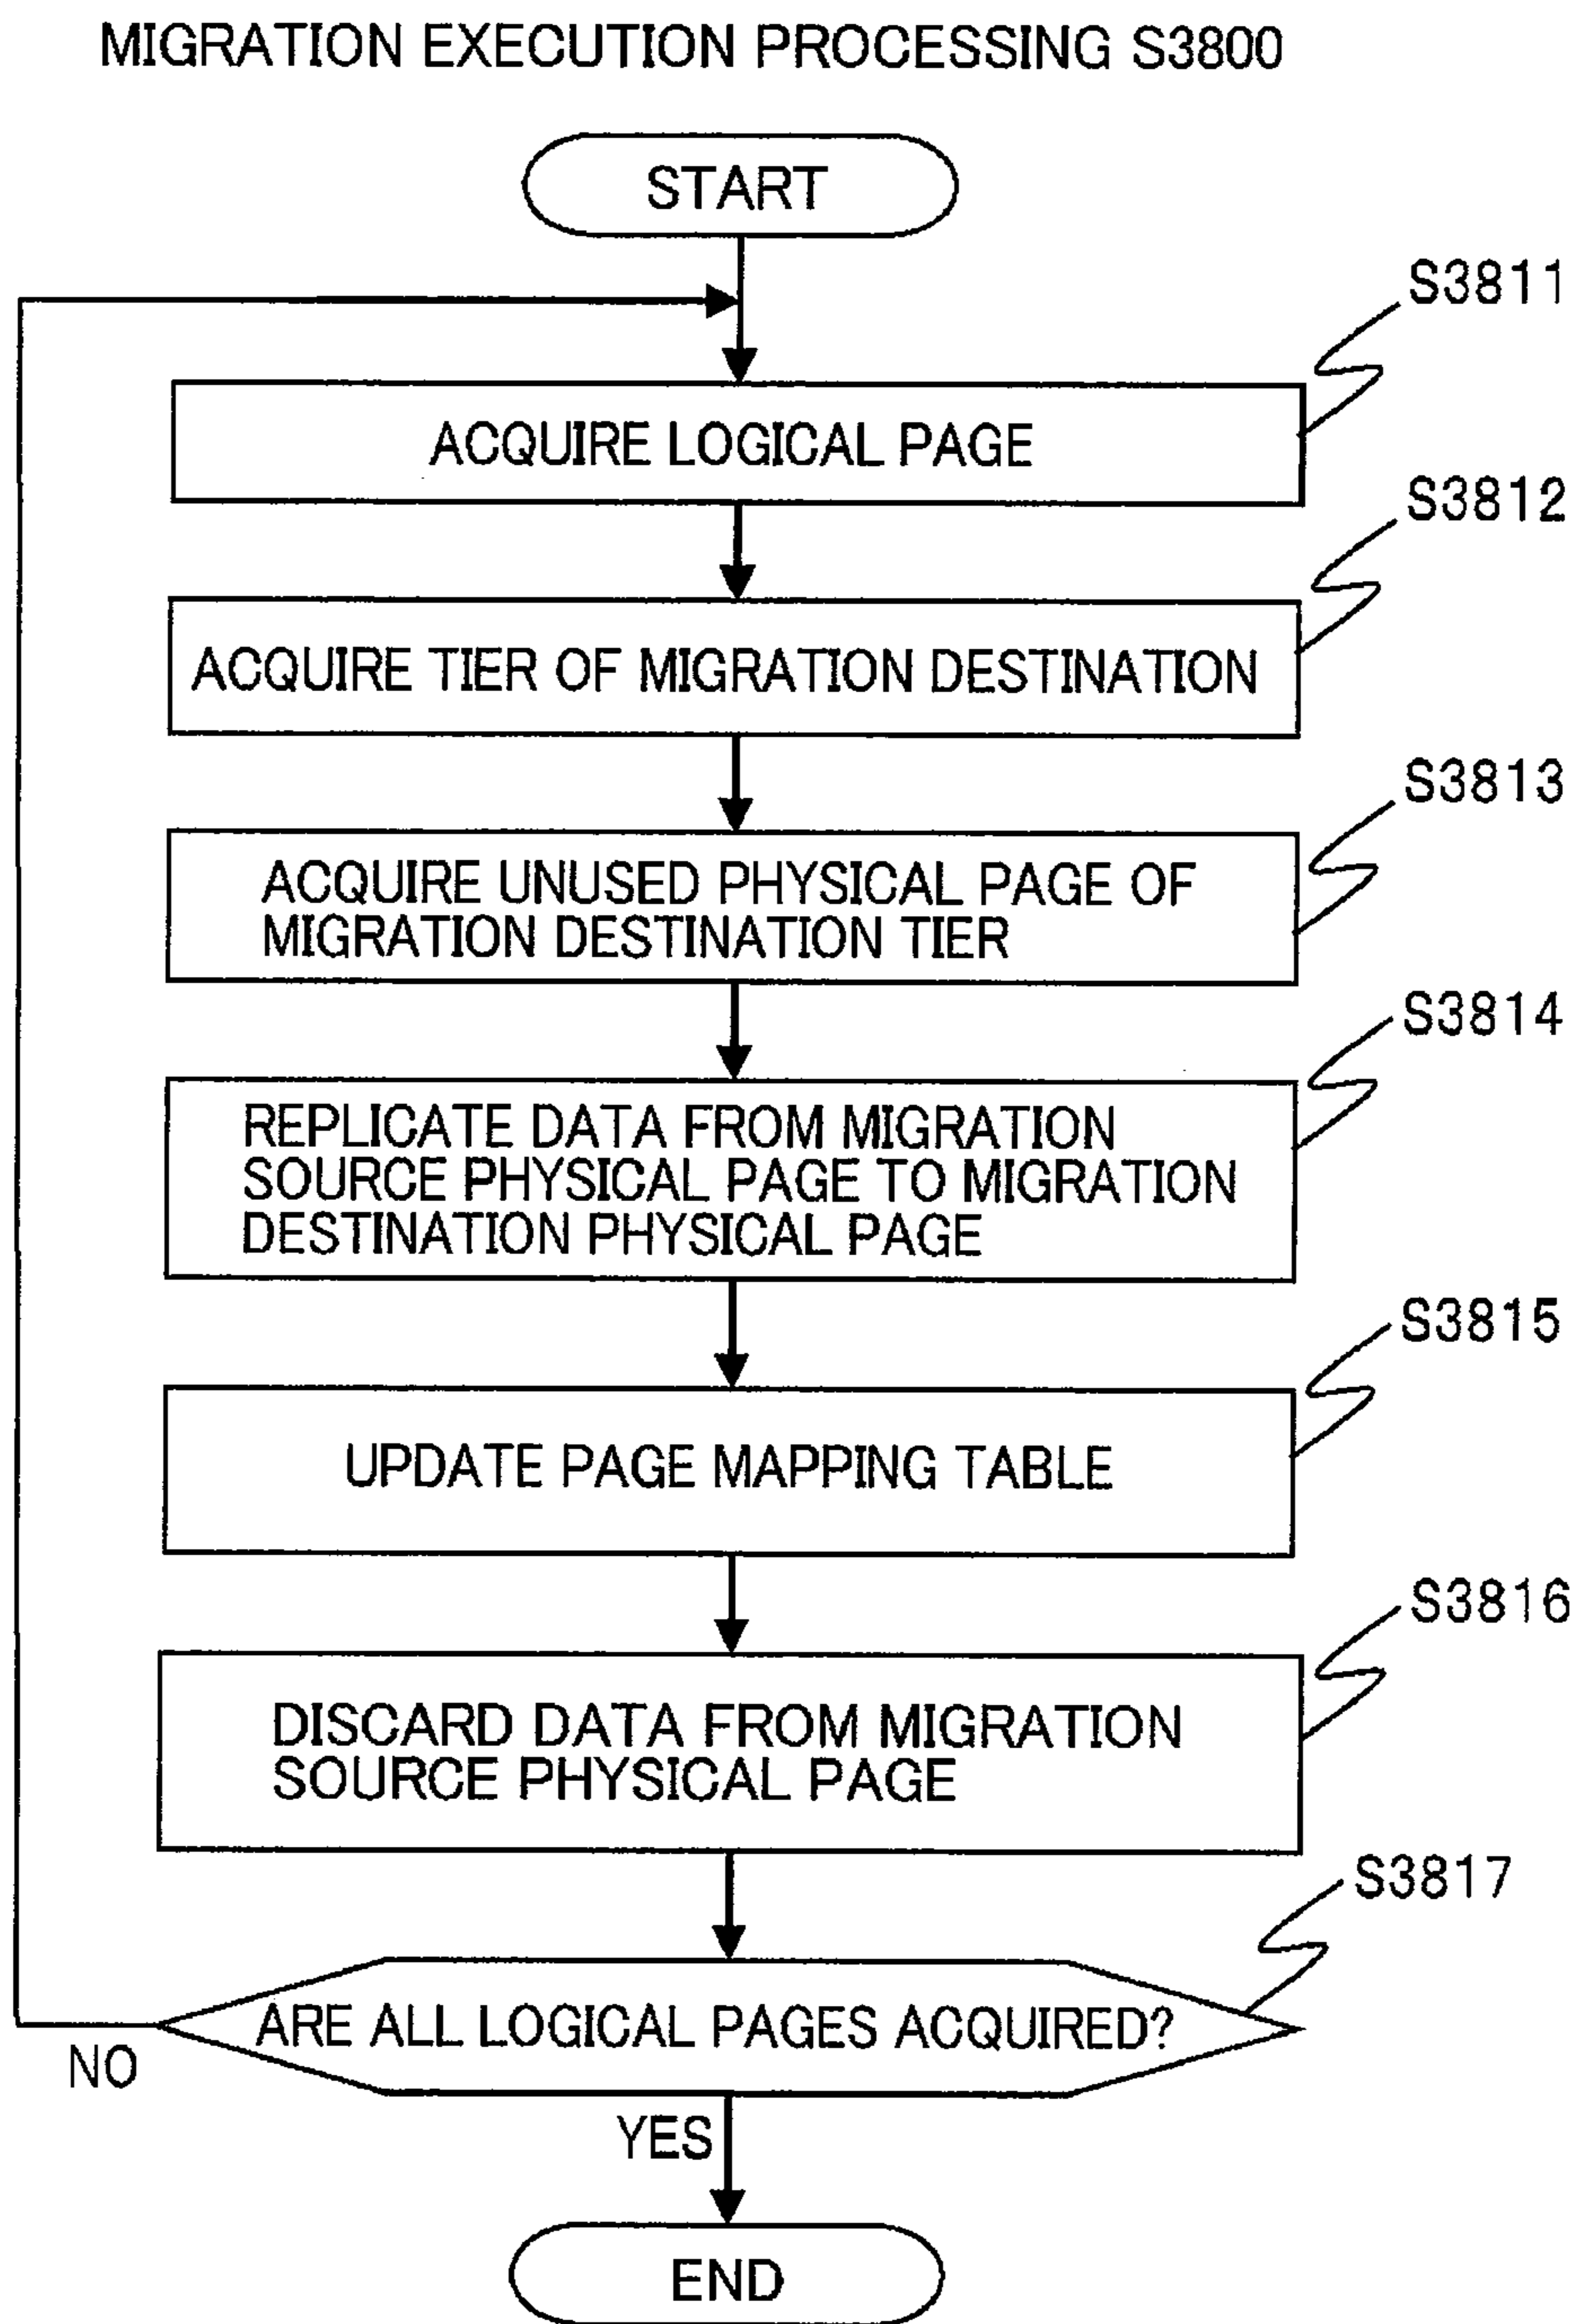 MIGRATION EXECUTION PROCESSING S3800
START
S3811
ACQUIRE LOGICAL PAGE
S3812
ACQUIRE TIER OF MIGRATION DESTINATION
S3813
ACQUIRE UNUSED PHYSICAL PAGE OF
MIGRATION DESTINATION TIER
S3814
REPLICATE DATA FROM MIGRATION
SOURCE PHYSICAL PAGE TO MIGRATION
DESTINATION PHYSICAL PAGE
S3815
UPDATE PAGE MAPPING TABLE
S3816
DISCARD DATA FROM MIGRATION
SOURCE PHYSICAL PAGE
S3817
ARE ALL LOGICAL PAGES ACQUIRED?
NO
YES
END